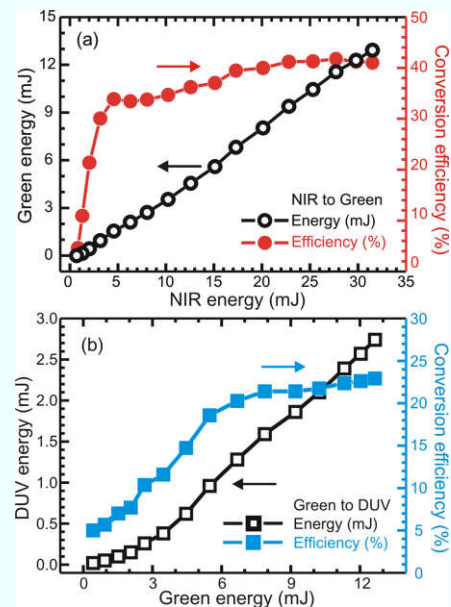 (a)
15
12
9
6
3
0
Green energy (mJ)
50
40
30
20
10
0
Conversion efficiency (%)
NIR to Green
Energy (mJ)
Efficiency (%)
0 5 10 15 20 25 30 35
NIR energy (mJ)
(b)
3.0
2.5
2.0
1.5
1.0
0.5
0.0
DUV energy (mJ)
30
25
20
15
10
5
0
Conversion efficiency (%)
Green to DUV
Energy (mJ)
Efficiency (%)
0 3 6 9 12
Green energy (mJ)